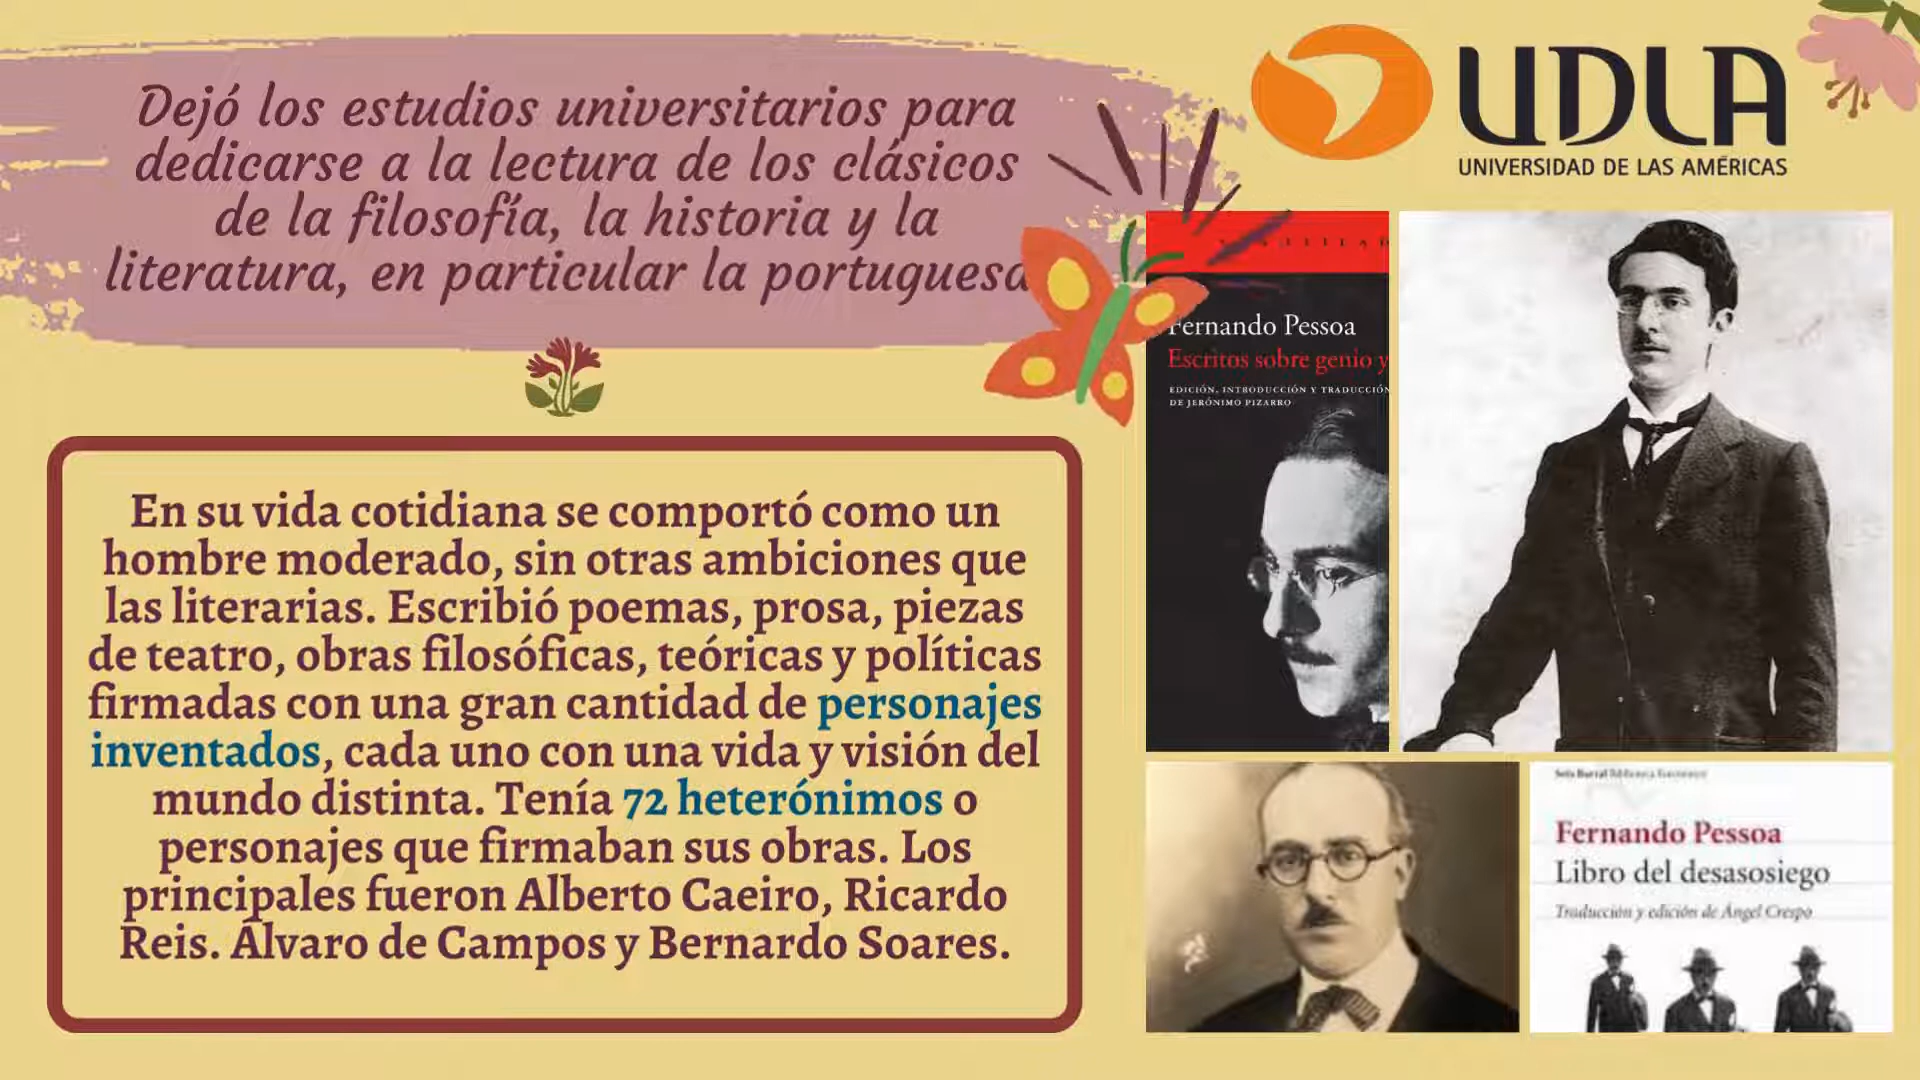 Dejó los estudios universitarios para
dedicarse a la lectura de los clásicos
de la filosofía, la historia y la
literatura, en particular la portuguesa
UDLA
UNIVERSIDAD DE LAS AMÉRICAS
Fernando Pessoa
Escritos sobre genio y
EDICIÓN, INTRODUCCIÓN Y TRADUCCIÓN
DE JERÓNIMO PIZARRO
En su vida cotidiana se comportó como un
hombre moderado, sin otras ambiciones que
las literarias. Escribió poemas, prosa, piezas
de teatro, obras filosóficas, teóricas y políticas
firmadas con una gran cantidad de personajes
inventados, cada uno con una vida y visión del
mundo distinta. Tenía 72 heterónimos o
personajes que firmaban sus obras. Los
principales fueron Alberto Caeiro, Ricardo
Reis. Álvaro de Campos y Bernardo Soares.
Seix Barral Biblioteca
Fernando Pessoa
Libro del desasosiego
Traducción y edición de Ángel Crespo